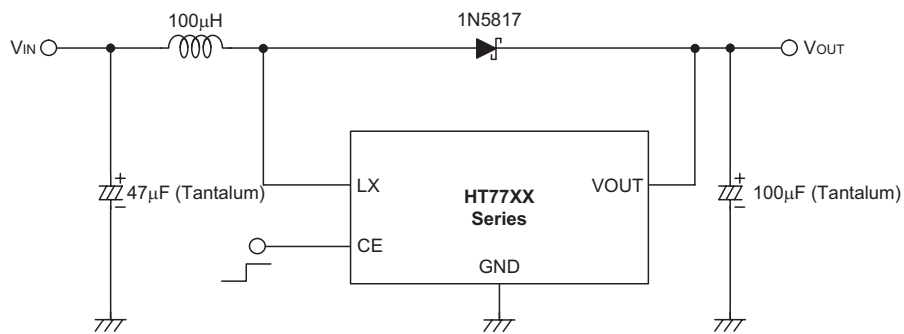 100µH
1N5817
VIN
VOUT
+
47µF (Tantalum)
−
LX
VOUT
HT77XX
Series
+
100µF (Tantalum)
−
CE
GND